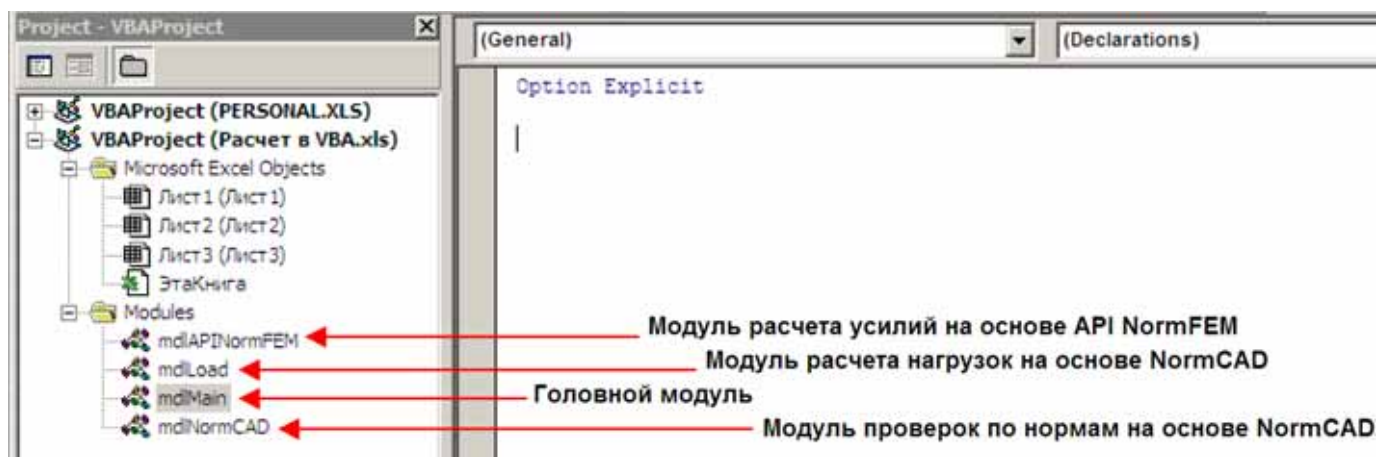 Project - VBAProject
(General)
(Declarations)
VBAProject (PERSONAL.XLS)
VBAProject (Расчет в VBA.xls)
Microsoft Excel Objects
Лист1 (Лист1)
Лист2 (Лист2)
Лист3 (Лист3)
ЭтаКнига
Modules
mdlAPINormFEM
mdlLoad
mdlMain
mdlNormCAD
Option Explicit
Модуль расчета усилий на основе API NormFEM
Модуль расчета нагрузок на основе NormCAD
Головной модуль
Модуль проверок по нормам на основе NormCAD